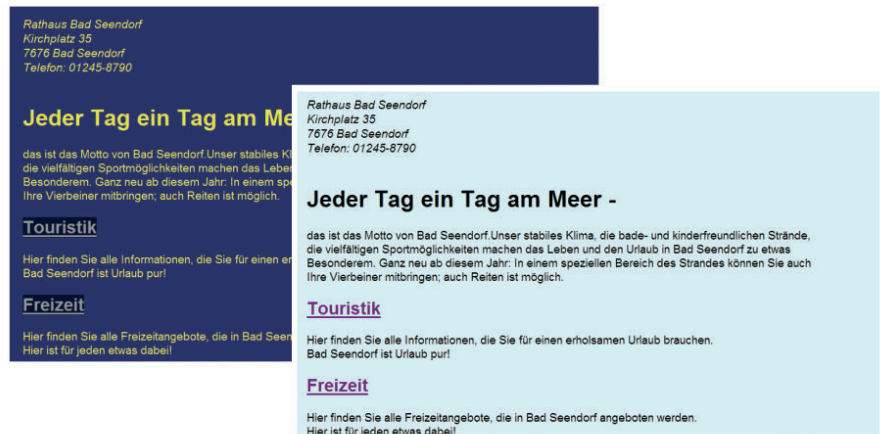 Rathaus Bad Seendorf
Kirchplatz 35
7676 Bad Seendorf
Telefon: 01245-8790
Jeder Tag ein Tag am Me
das ist das Motto von Bad Seendorf.Unser stabiles Kl
die vielfältigen Sportmöglichkeiten machen das Leben
Besonderem. Ganz neu ab diesem Jahr: In einem spe
Ihre Vierbeiner mitbringen; auch Reiten ist möglich.
Touristik
Hier finden Sie alle Informationen, die Sie für einen er
Bad Seendorf ist Urlaub pur!
Freizeit
Hier finden Sie alle Freizeitangebote, die in Bad Seen
Hier ist für jeden etwas dabei!
Rathaus Bad Seendorf
Kirchplatz 35
7676 Bad Seendorf
Telefon: 01245-8790
Jeder Tag ein Tag am Meer -
das ist das Motto von Bad Seendorf.Unser stabiles Klima, die bade- und kinderfreundlichen Strände,
die vielfältigen Sportmöglichkeiten machen das Leben und den Urlaub in Bad Seendorf zu etwas
Besonderem. Ganz neu ab diesem Jahr: In einem speziellen Bereich des Strandes können Sie auch
Ihre Vierbeiner mitbringen; auch Reiten ist möglich.
Touristik
Hier finden Sie alle Informationen, die Sie für einen erholsamen Urlaub brauchen.
Bad Seendorf ist Urlaub pur!
Freizeit
Hier finden Sie alle Freizeitangebote, die in Bad Seendorf angeboten werden.
Hier ist für jeden etwas dabei!